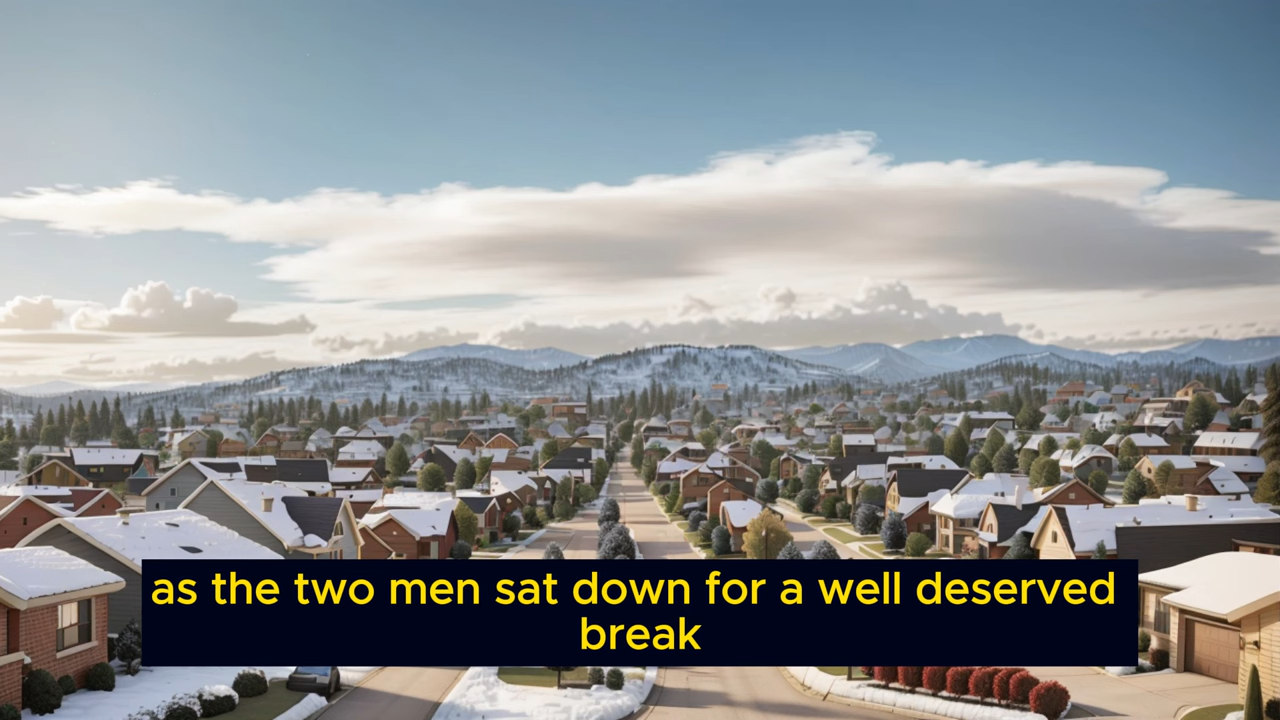 as the two men sat down for a well deserved
break